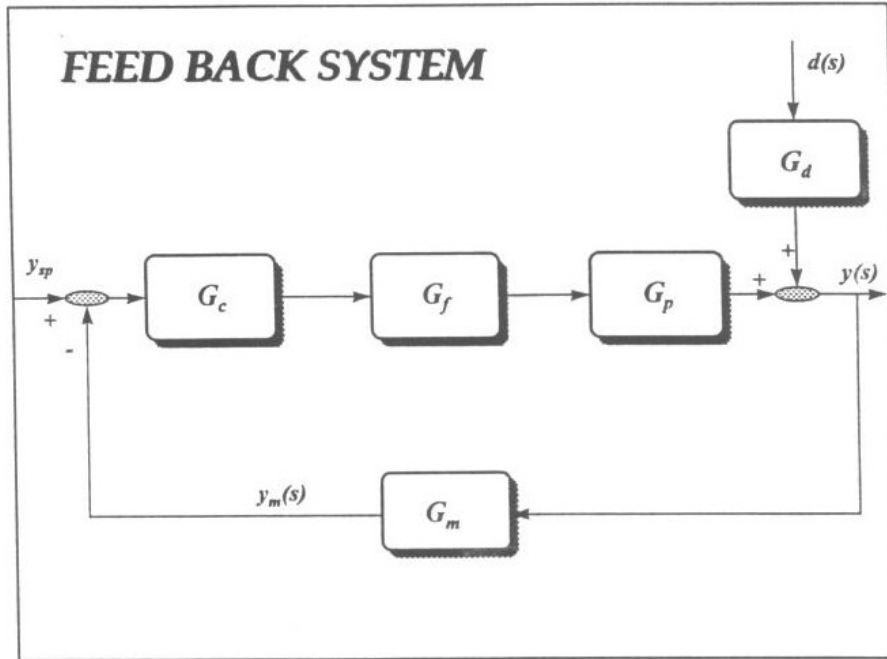 FEED BACK SYSTEM
d(s)
G_d
+
y_sp
+
-
G_c
G_f
G_p
+
y(s)
y_m(s)
G_m